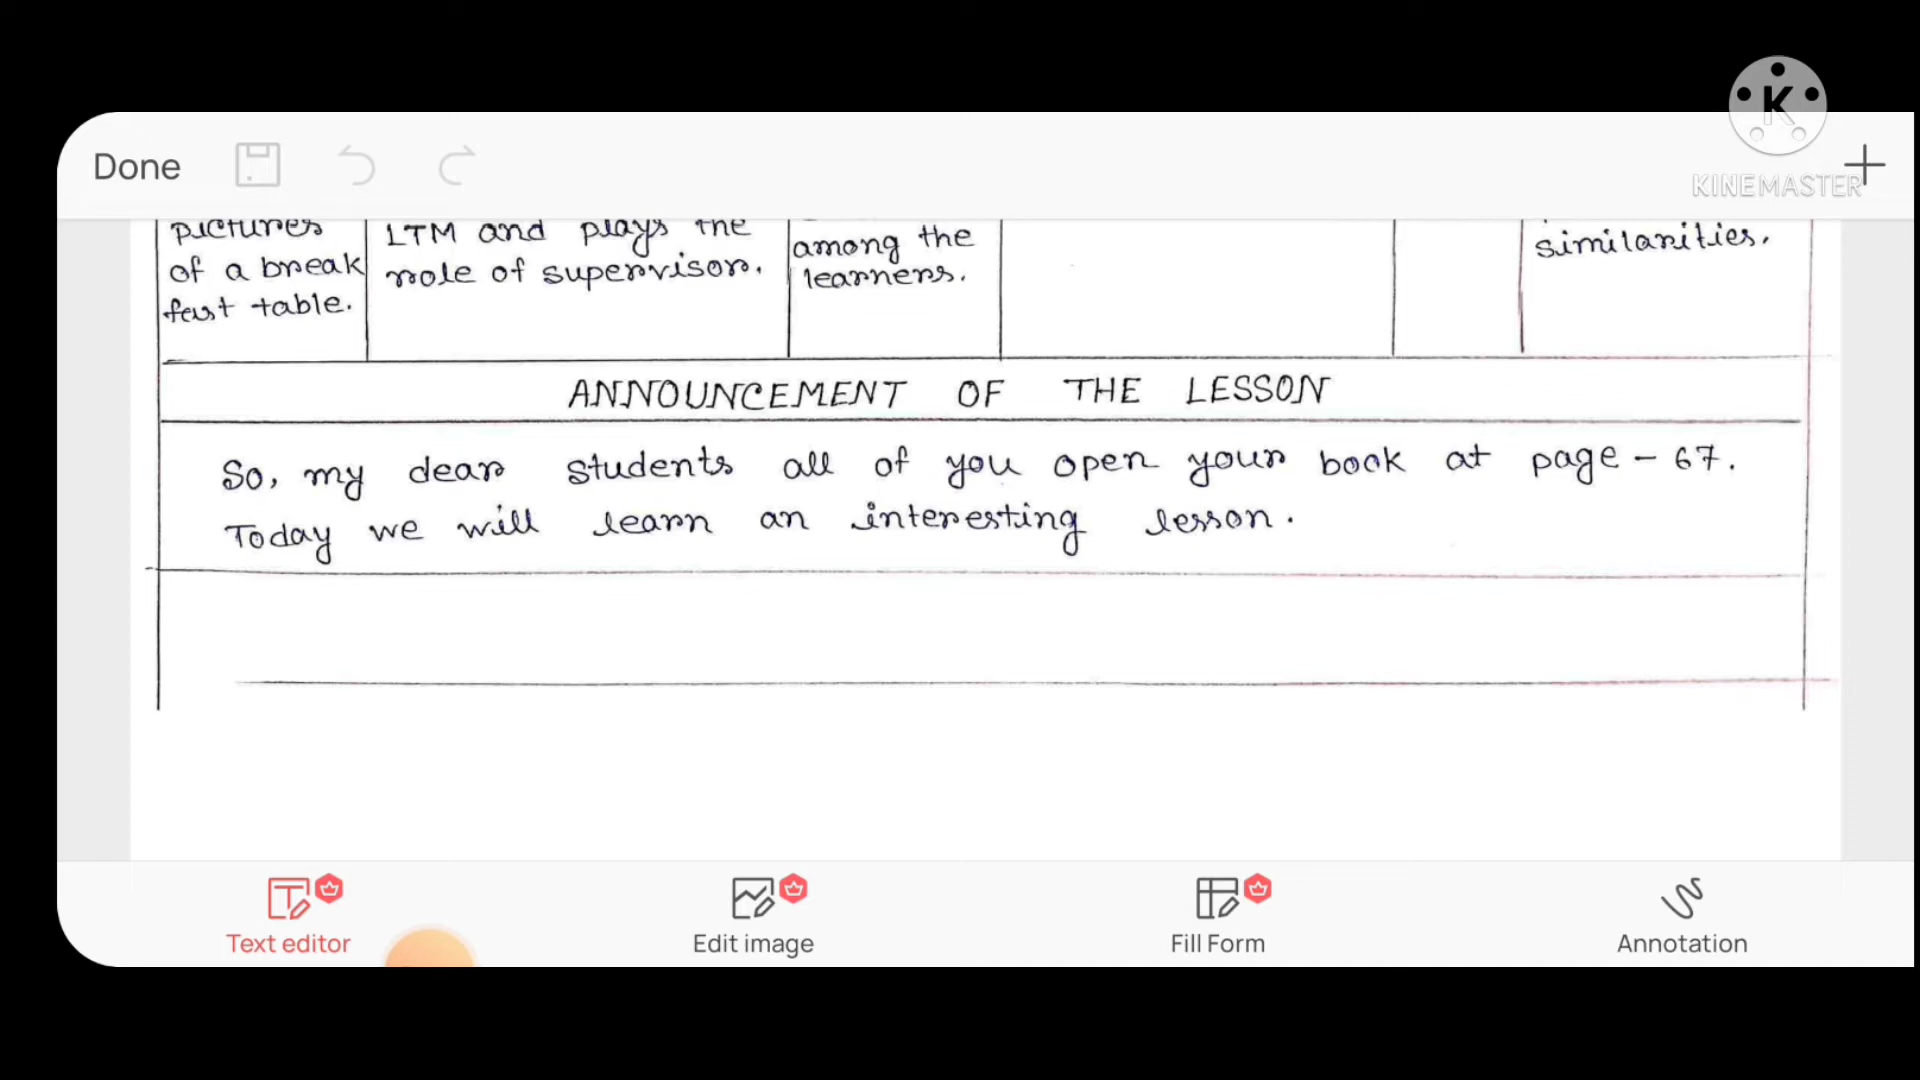 Done
KINEMASTER
pictures
of a break
fast table.
LTM and plays the
role of supervisor.
among the
learners.
similarities.
ANNOUNCEMENT OF THE LESSON
So, my dear students all of you open your book at page - 67.
Today we will learn an interesting lesson.
Text editor
Edit image
Fill Form
Annotation